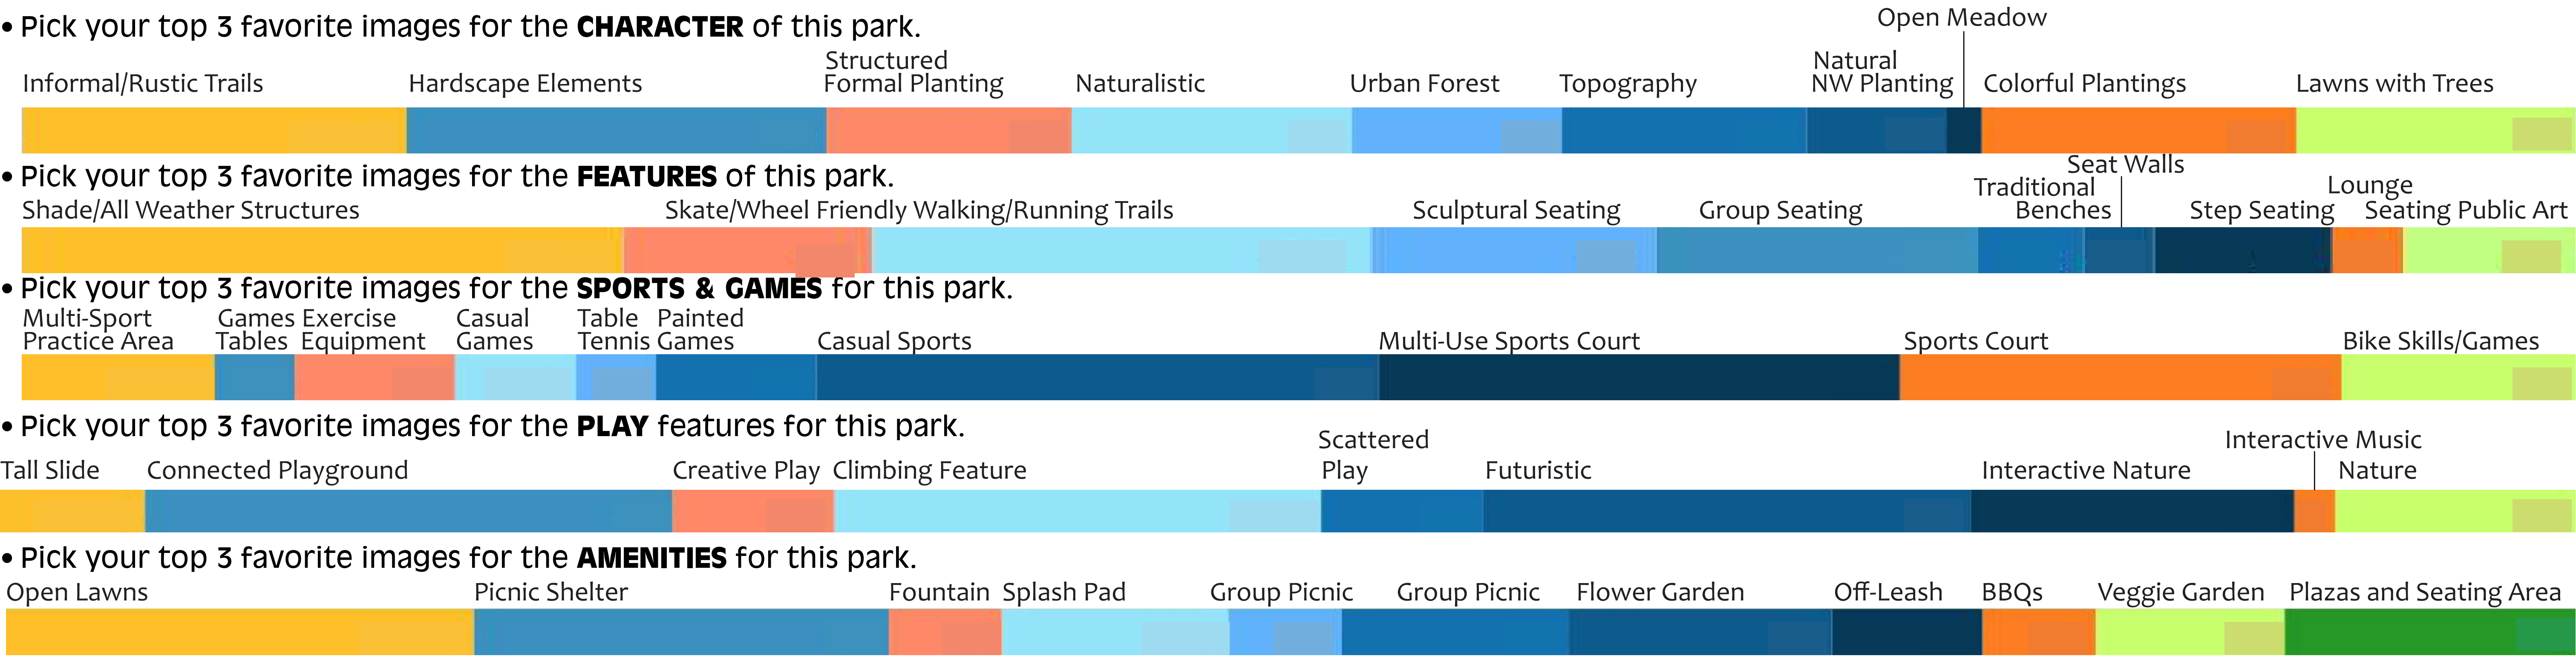 • Pick your top 3 favorite images for the CHARACTER of this park.
Open Meadow
Informal/Rustic Trails
Hardscape Elements
Structured
Formal Planting
Naturalistic
Urban Forest
Topography
Natural
NW Planting
Colorful Plantings
Lawns with Trees
• Pick your top 3 favorite images for the FEATURES of this park.
Shade/All Weather Structures
Skate/Wheel Friendly Walking/Running Trails
Sculptural Seating
Group Seating
Traditional
Benches
Seat Walls
Step Seating
Lounge
Seating Public Art
• Pick your top 3 favorite images for the SPORTS & GAMES for this park.
Multi-Sport
Practice Area
Games
Tables
Exercise
Equipment
Casual
Games
Table
Tennis
Painted
Games
Casual Sports
Multi-Use Sports Court
Sports Court
Bike Skills/Games
• Pick your top 3 favorite images for the PLAY features for this park.
Tall Slide
Connected Playground
Creative Play
Climbing Feature
Scattered
Play
Futuristic
Interactive Nature
Interactive Music
Nature
• Pick your top 3 favorite images for the AMENITIES for this park.
Open Lawns
Picnic Shelter
Fountain
Splash Pad
Group Picnic
Group Picnic
Flower Garden
Off-Leash
BBQs
Veggie Garden
Plazas and Seating Area